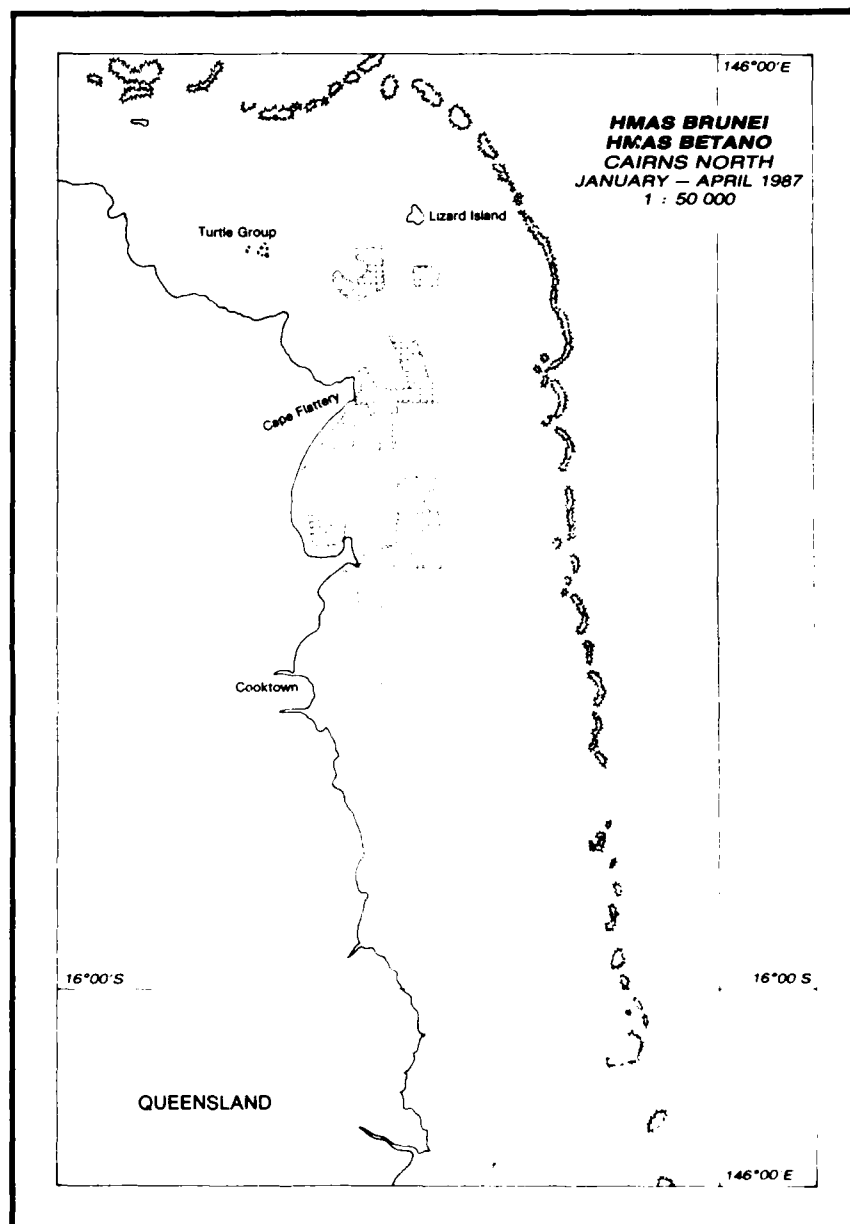 146°00'E
HMAS BRUNEI
HMAS BETANO
CAIRNS NORTH
JANUARY – APRIL 1987
1 : 50 000
Lizard Island
Turtle Group
Cape Flattery
Cooktown
16°00'S
16°00'S
QUEENSLAND
146°00'E